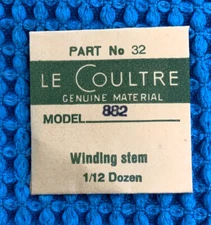 PART No 32
LE COULTRE
GENUINE MATERIAL
MODEL 882
Winding stem
1/12 Dozen